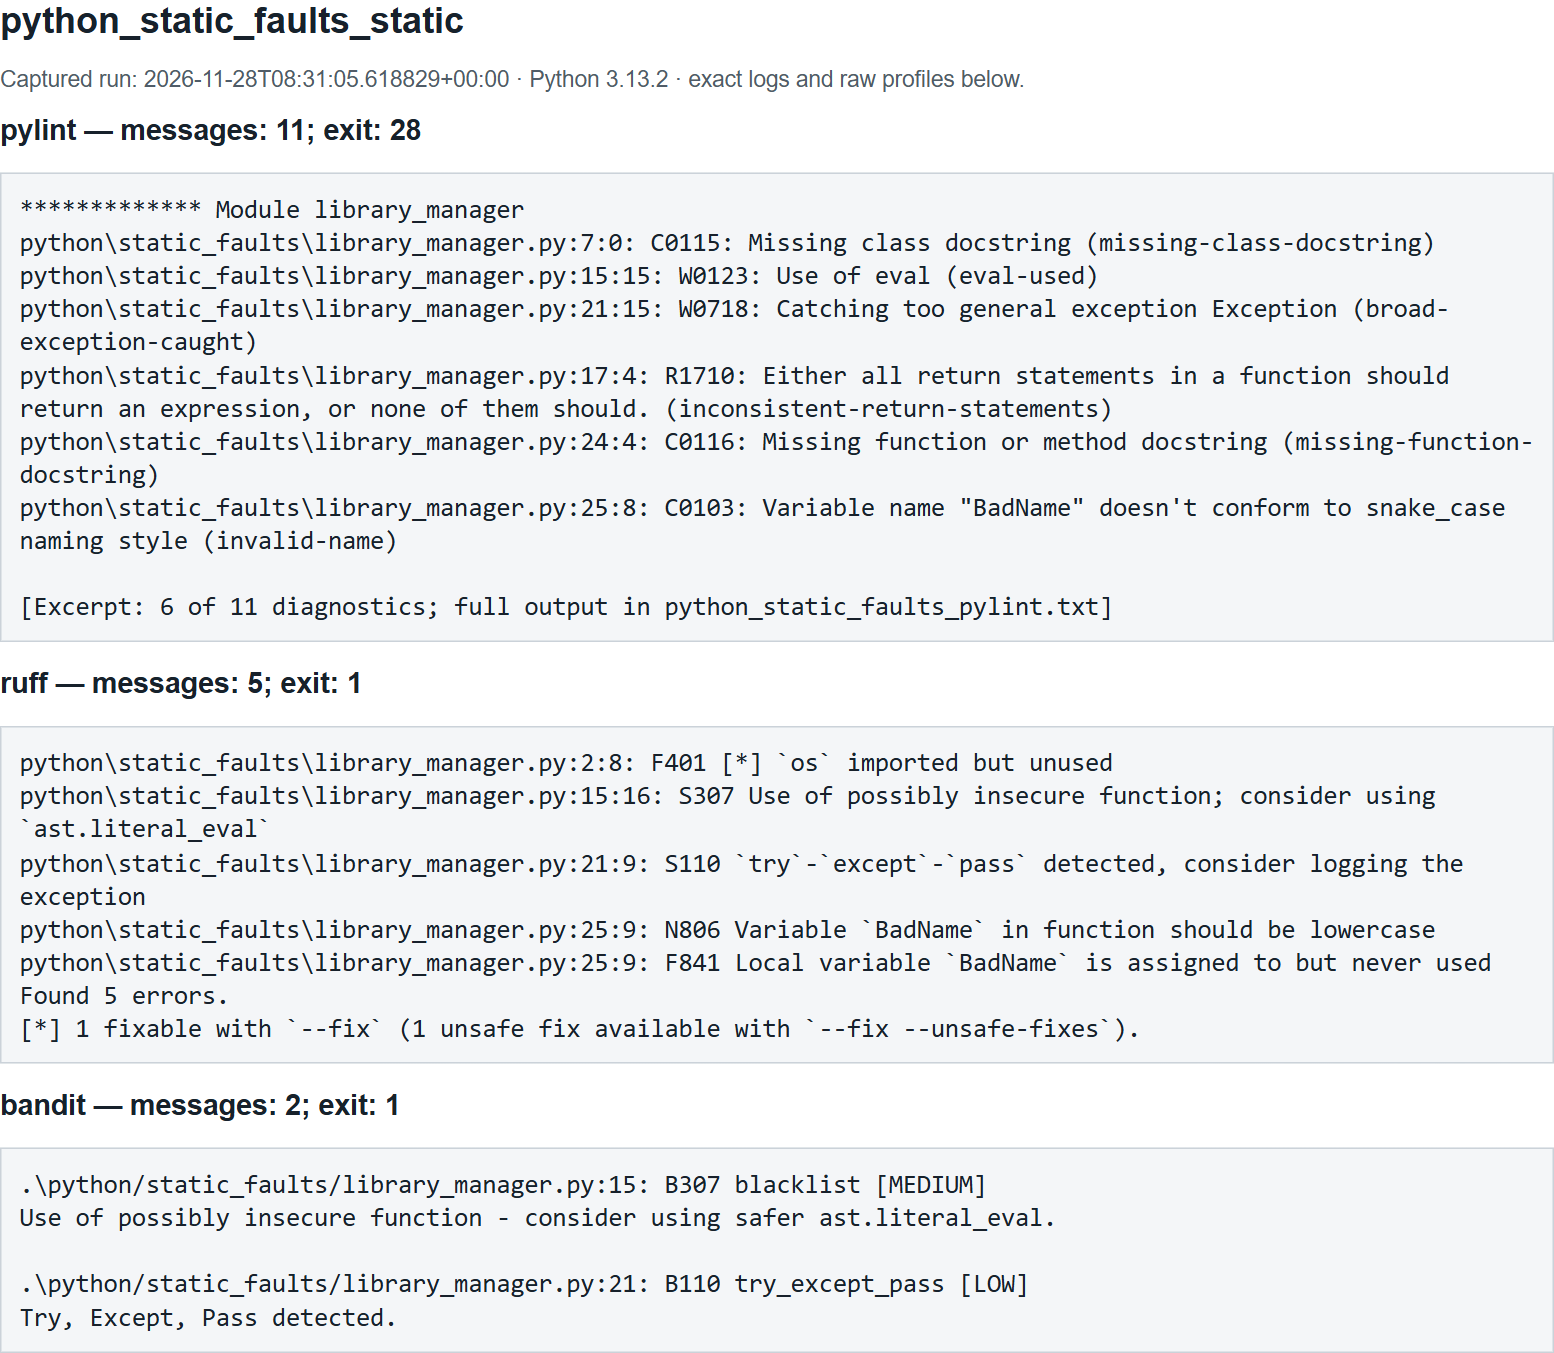 python_static_faults_static
Captured run: 2026-11-28T08:31:05.618829+00:00 · Python 3.13.2 · exact logs and raw profiles below.
pylint — messages: 11; exit: 28
************* Module library_manager
python\static_faults\library_manager.py:7:0: C0115: Missing class docstring (missing-class-docstring)
python\static_faults\library_manager.py:15:15: W0123: Use of eval (eval-used)
python\static_faults\library_manager.py:21:15: W0718: Catching too general exception Exception (broad-
exception-caught)
python\static_faults\library_manager.py:17:4: R1710: Either all return statements in a function should
return an expression, or none of them should. (inconsistent-return-statements)
python\static_faults\library_manager.py:24:4: C0116: Missing function or method docstring (missing-function-
docstring)
python\static_faults\library_manager.py:25:8: C0103: Variable name "BadName" doesn't conform to snake_case
naming style (invalid-name)
[Excerpt: 6 of 11 diagnostics; full output in python_static_faults_pylint.txt]
ruff — messages: 5; exit: 1
python\static_faults\library_manager.py:2:8: F401 [*] `os` imported but unused
python\static_faults\library_manager.py:15:16: S307 Use of possibly insecure function; consider using
`ast.literal_eval`
python\static_faults\library_manager.py:21:9: S110 `try`-`except`-`pass` detected, consider logging the
exception
python\static_faults\library_manager.py:25:9: N806 Variable `BadName` in function should be lowercase
python\static_faults\library_manager.py:25:9: F841 Local variable `BadName` is assigned to but never used
Found 5 errors.
[*] 1 fixable with `--fix` (1 unsafe fix available with `--fix --unsafe-fixes`).
bandit — messages: 2; exit: 1
.\python/static_faults/library_manager.py:15: B307 blacklist [MEDIUM]
Use of possibly insecure function - consider using safer ast.literal_eval.
.\python/static_faults/library_manager.py:21: B110 try_except_pass [LOW]
Try, Except, Pass detected.